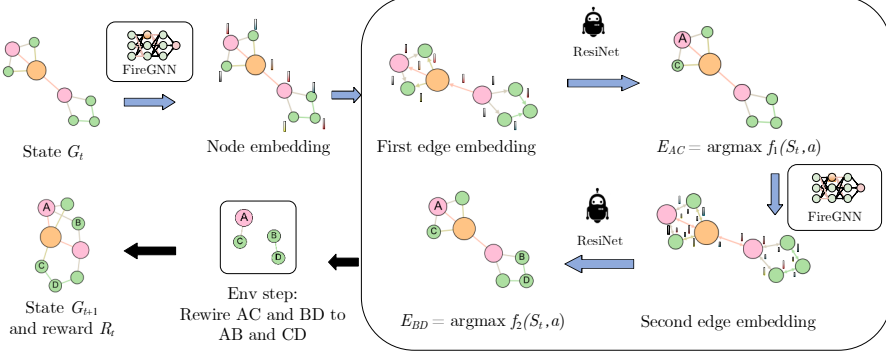 FireGNN
State G_t
Node embedding
First edge embedding
ResiNet
A
C
E_AC = argmax f_1(S_t, a)
FireGNN
Second edge embedding
ResiNet
A
C
B
D
E_BD = argmax f_2(S_t, a)
A
C
B
D
Env step:
Rewire AC and BD to
AB and CD
A
B
C
D
State G_{t+1}
and reward R_t